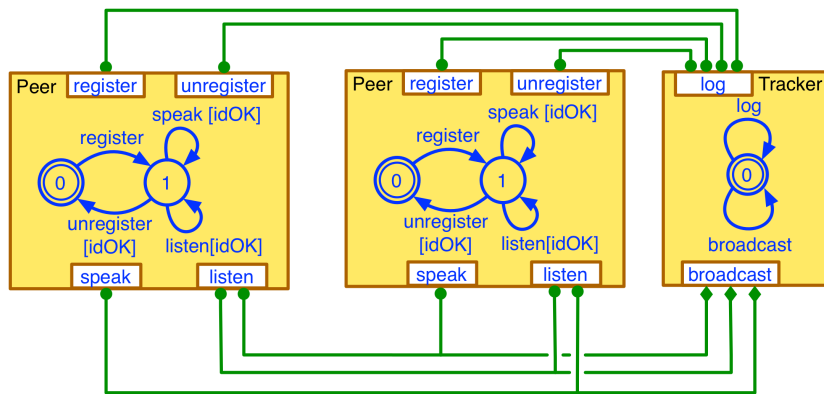 Peer
register
unregister
speak [idOK]
register
0
1
unregister
[idOK]
listen[idOK]
speak
listen
Peer
register
unregister
speak [idOK]
register
0
1
unregister
[idOK]
listen[idOK]
speak
listen
log
Tracker
log
0
broadcast
broadcast